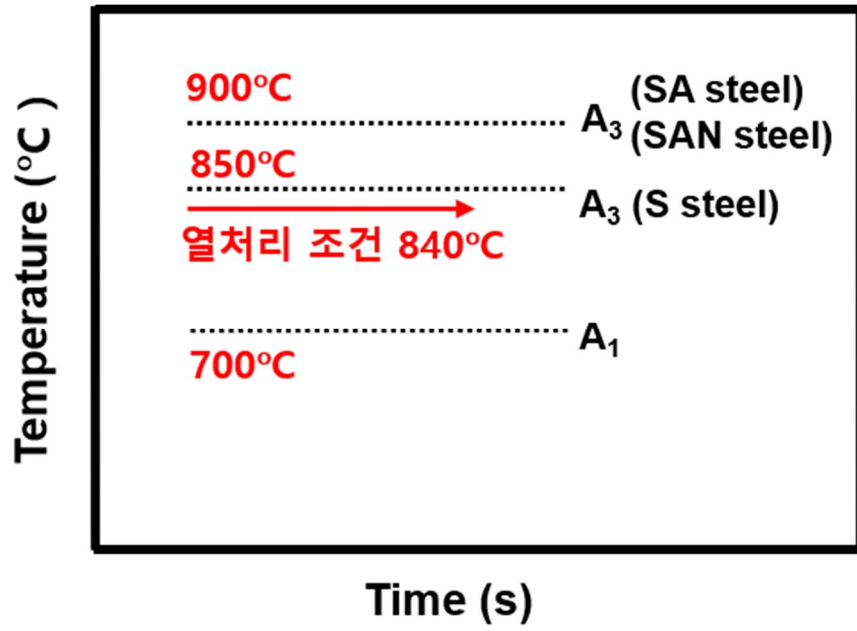 Temperature (°C )
900°C
A₃ (SA steel)
(SAN steel)
850°C
A₃ (S steel)
열처리 조건 840°C
A₁
700°C
Time (s)